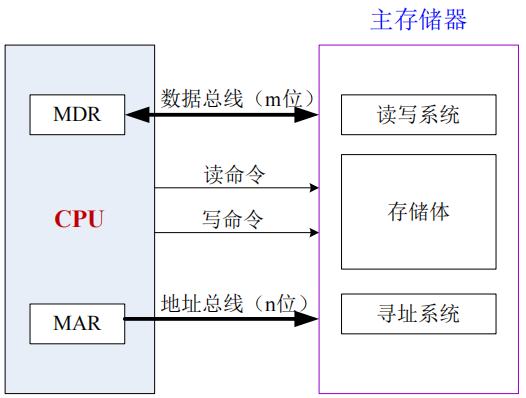 主存储器
MDR
数据总线（m位）
读写系统
读命令
存储体
CPU
写命令
MAR
地址总线（n位）
寻址系统